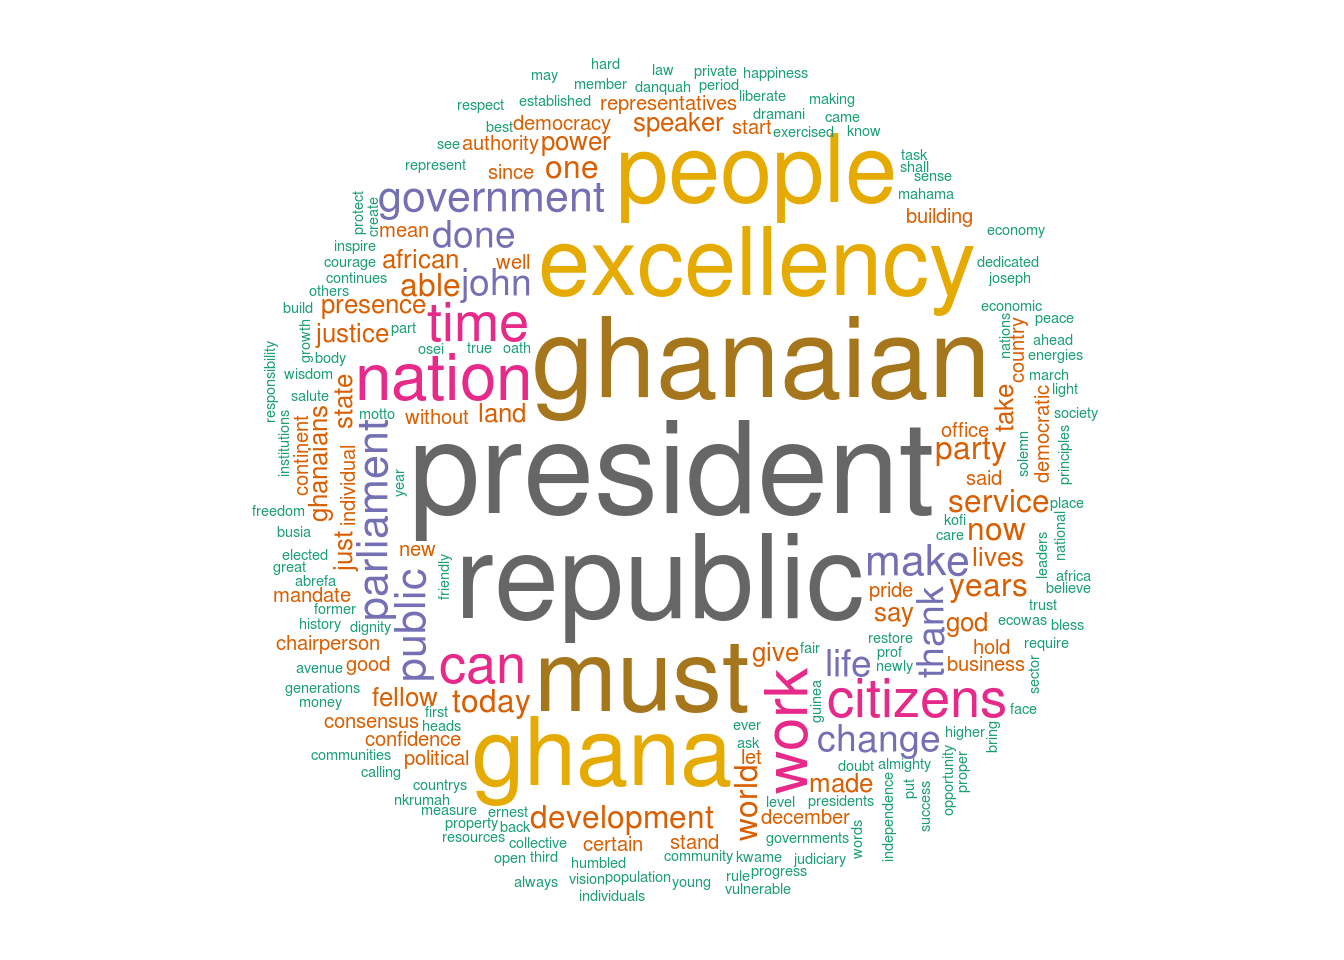 hard
law
private
happiness
may
member
danquah
period
liberate
making
respect
established
representatives
dramani
came
best
democracy
speaker
start
exercised
know
see
authority
power
people
task
represent
since
one
shall
sense
protect
create
government
mahama
building
mean
done
economy
inspire
african
well
excellency
dedicated
courage
continues
able
john
joseph
others
build
presence
time
economic
peace
growth
justice
part
ghanaian
nations
country
ahead
body
osei
true
oath
energies
responsibility
wisdom
nation
march
salute
state
take
democratic
light
motto
without
land
society
institutions
continent
ghanaians
individual
parliament
president
office
party
solemn
principles
year
said
freedom
service
place
busia
just
kofi
now
national
elected
new
care
leaders
great
friendly
republic
make
lives
africa
abrefa
public
years
believe
mandate
pride
thank
former
say
god
trust
history
dignity
ecowas
bless
chairperson
restore
hold
require
can
must
give
fair
prof
avenue
good
life
newly
business
sector
generations
work
guinea
citizens
money
fellow
today
face
consensus
first
heads
ghana
ever
change
higher
bring
confidence
ask
communities
political
let
doubt
almighty
opportunity
proper
calling
countrys
world
made
independence
put
success
nkrumah
level
presidents
measure
ernest
development
december
property
back
words
resources
collective
certain
stand
governments
open
third
community
kwame
judiciary
humbled
rule
progress
always
vision
population
young
vulnerable
individuals